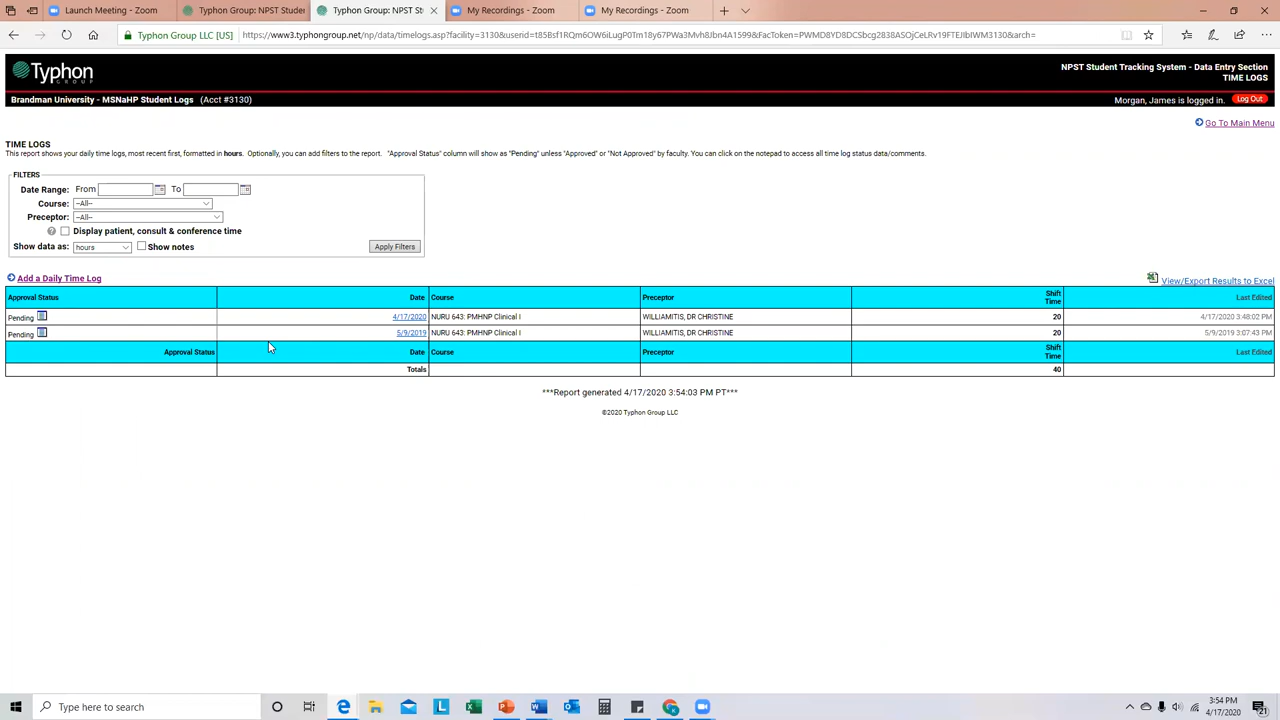 Launch Meeting - Zoom
Typhon Group: NPST Studen
Typhon Group: NPST St
My Recordings - Zoom
My Recordings - Zoom
Typhon Group LLC [US]
Typhon
GROUP
NPST Student Tracking System - Data Entry Section
TIME LOGS
Brandman University - MSNaHP Student Logs (Acct #3130)
Morgan, James is logged in. Log Out
Go To Main Menu
TIME LOGS
This report shows your daily time logs, most recent first, formatted in hours. Optionally, you can add filters to the report. "Approval Status" column will show as "Pending" unless "Approved" or "Not Approved" by faculty. You can click on the notepad to access all time log status data/comments.
FILTERS
Date Range: From To
Course: --All--
Preceptor: --All--
? Display patient, consult & conference time
Show data as: hours Show notes Apply Filters
Add a Daily Time Log View/Export Results to Excel
Approval Status Date Course Preceptor Shift Time Last Edited
Pending 4/17/2020 NURU 643: PMHNP Clinical I WILLIAMITIS, DR CHRISTINE 20 4/17/2020 3:48:02 PM
Pending 5/9/2019 NURU 643: PMHNP Clinical I WILLIAMITIS, DR CHRISTINE 20 5/9/2019 3:07:43 PM
Approval Status Date Course Preceptor Shift Time Last Edited
Totals 40
***Report generated 4/17/2020 3:54:03 PM PT***
©2020 Typhon Group LLC
Type here to search
3:54 PM
4/17/2020
21